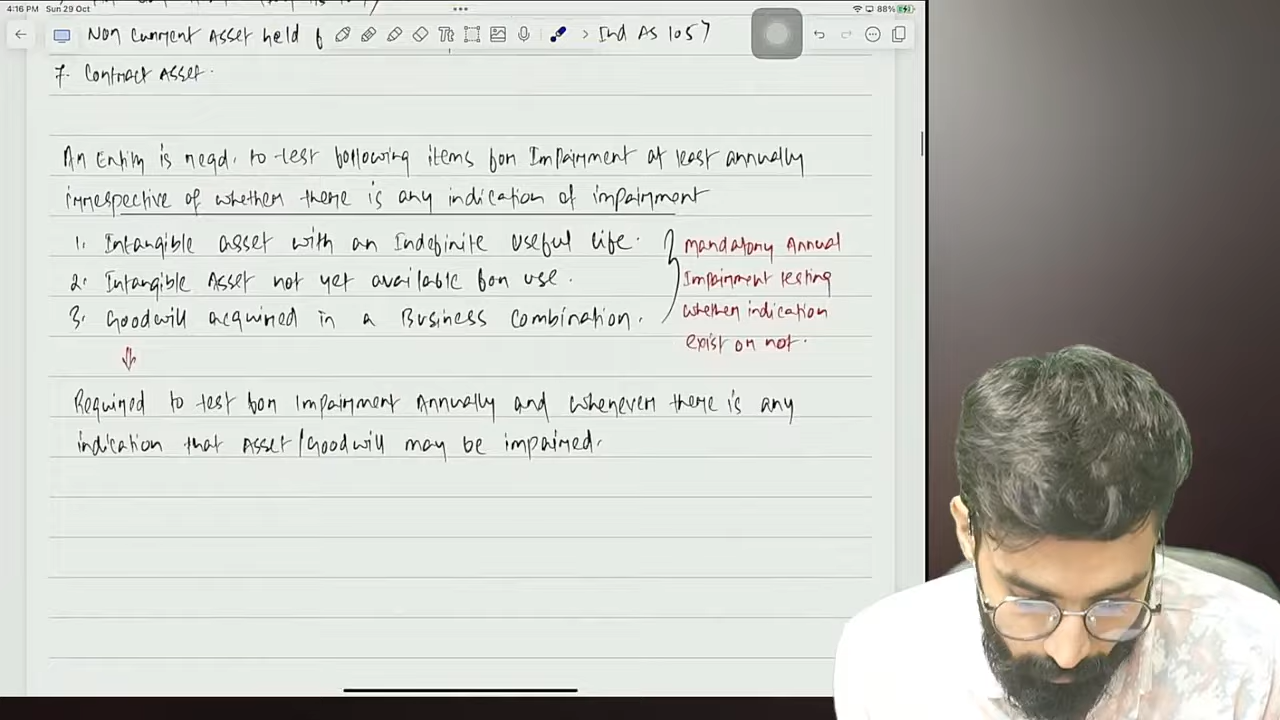 4:16 PM Sun 29 Oct
88%
Non Current Asset held f
Ind As 105 7
7. Contract Asset.
An Entity is reqd. to test following items for Impairment at least annually
irrespective of whether there is any indication of impairment
1. Intangible asset with an Indefinite Useful Life.
2. Intangible Asset not yet available for use.
3. Goodwill acquired in a Business Combination.
Mandatory Annual
Impairment testing
whether indication
exist or not.
Required to test for Impairment Annually and whenever there is any
indication that Asset/Goodwill may be impaired.